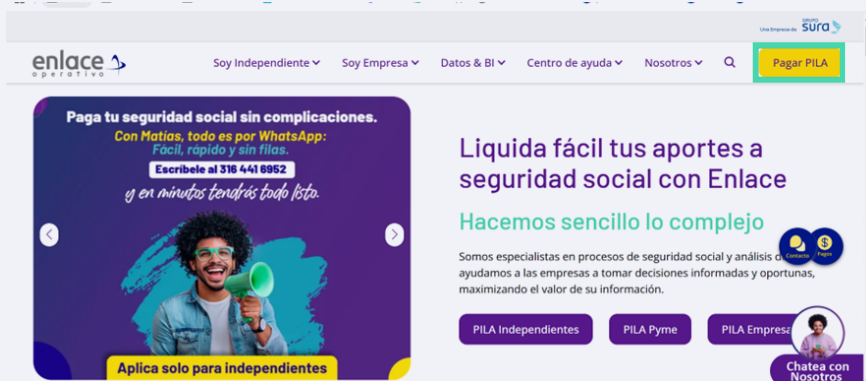 Una Empresa de GRUPO SURA
enlace
operativo
Soy Independiente
Soy Empresa
Datos & BI
Centro de ayuda
Nosotros
Pagar PILA
Paga tu seguridad social sin complicaciones.
Con Matías, todo es por WhatsApp:
Fácil, rápido y sin filas.
Escríbele al 316 441 6952
y en minutos tendrás todo listo.
Aplica solo para independientes
Liquida fácil tus aportes a
seguridad social con Enlace
Hacemos sencillo lo complejo
Somos especialistas en procesos de seguridad social y análisis
ayudamos a las empresas a tomar decisiones informadas y oportunas,
maximizando el valor de su información.
Contacto
Pagos
PILA Independientes
PILA Pyme
PILA Empresa
Chatea con
Nosotros